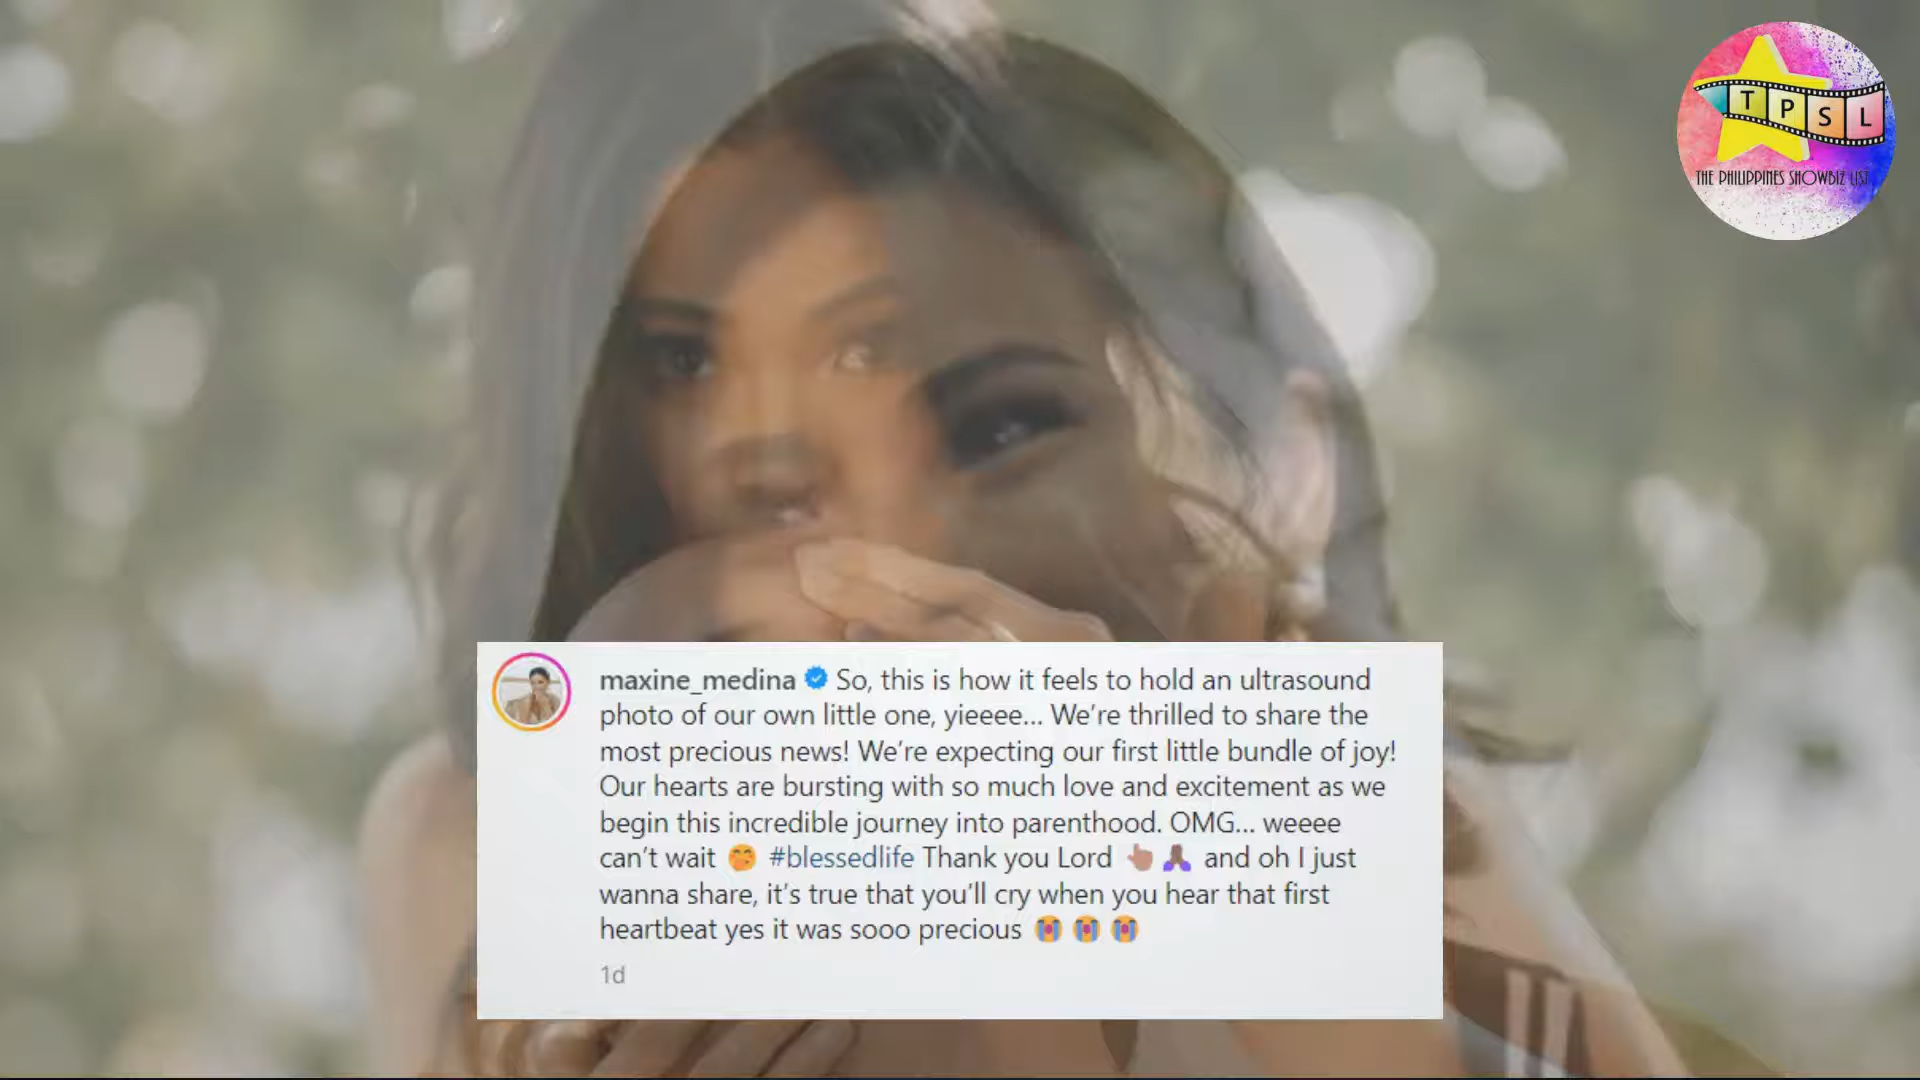 T P S L
THE PHILIPPINES SHOWBIZ LIST
maxine_medina So, this is how it feels to hold an ultrasound
photo of our own little one, yieeee... We’re thrilled to share the
most precious news! We’re expecting our first little bundle of joy!
Our hearts are bursting with so much love and excitement as we
begin this incredible journey into parenthood. OMG... weeee
can’t wait 🤭 #blessedlife Thank you Lord 👆🏽🙏🏾 and oh I just
wanna share, it’s true that you’ll cry when you hear that first
heartbeat yes it was sooo precious 😭😭😭
1d